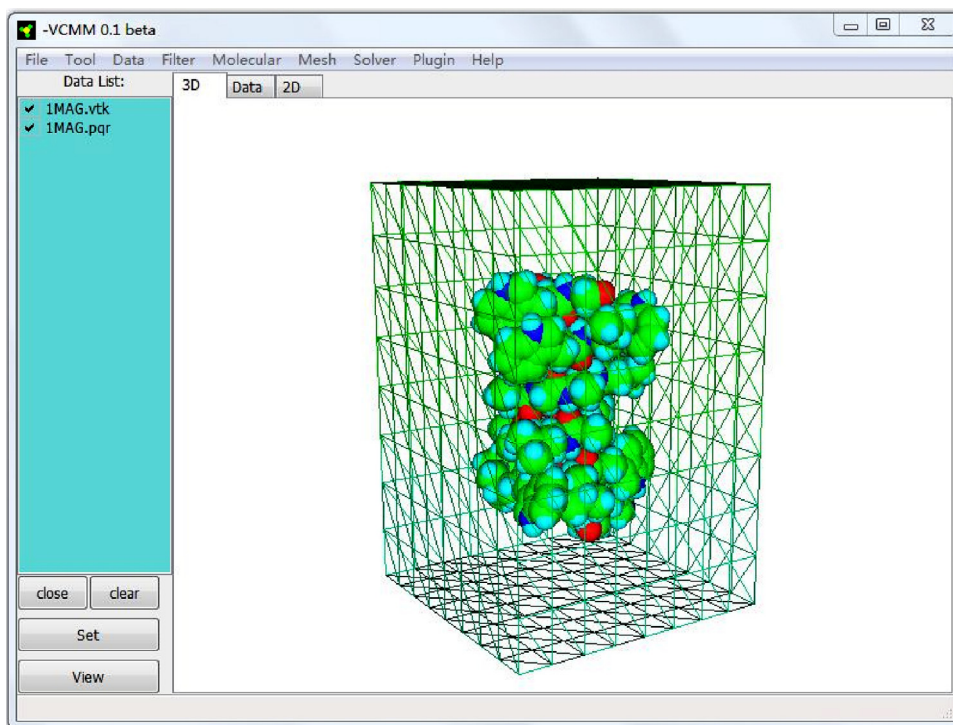 -VCMM 0.1 beta
File Tool Data Filter Molecular Mesh Solver Plugin Help
Data List:
3D Data 2D
1MAG.vtk
1MAG.pqr
close clear
Set
View